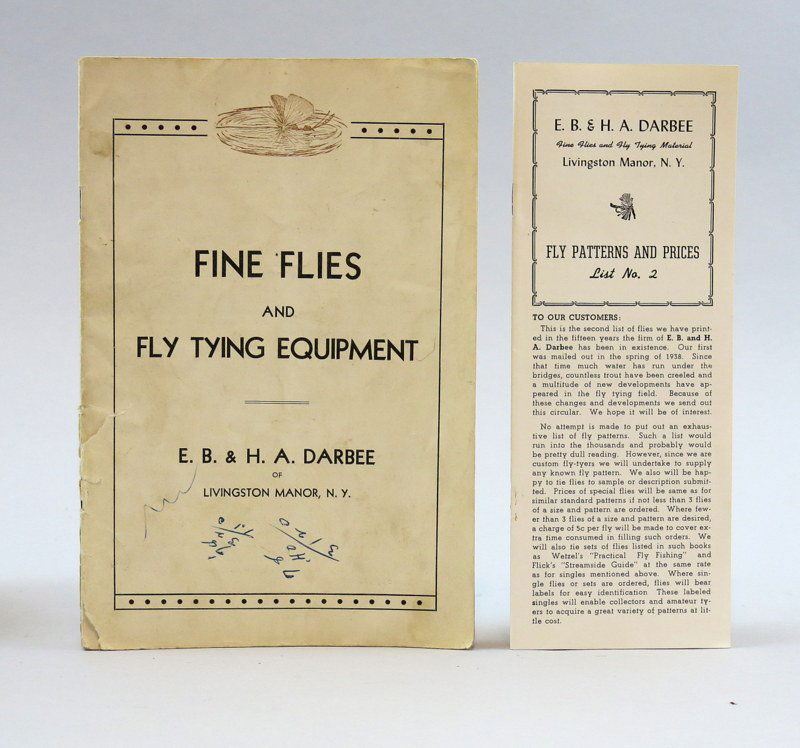 FINE FLIES
AND
FLY TYING EQUIPMENT
E. B. & H. A. DARBEE
OF
LIVINGSTON MANOR, N. Y.
E. B. & H. A. DARBEE
Fine Flies and Fly Tying Material
Livingston Manor, N. Y.
FLY PATTERNS AND PRICES
List No. 2
TO OUR CUSTOMERS:
This is the second list of flies we have print-
ed in the fifteen years the firm of E. B. and H.
A. Darbee has been in existence. Our first
was mailed out in the spring of 1938. Since
that time much water has run under the
bridges, countless trout have been creeled and
a multitude of new developments have ap-
peared in the fly tying field. Because of
these changes and developments we send out
this circular. We hope it will be of interest.
No attempt is made to put out an exhaus-
tive list of fly patterns. Such a list would
run into the thousands and probably would
be pretty dull reading. However, since we are
custom fly-tyers we will undertake to supply
any known fly pattern. We also will be hap-
py to tie flies to sample or description submit-
ted. Prices of special flies will be same as for
similar standard patterns if not less than 3 flies
of a size and pattern are ordered. Where few-
er than 3 flies of a size and pattern are desired,
a charge of 5c per fly will be made to cover ex-
tra time consumed in filling such orders. We
will also tie sets of flies listed in such books
as Wetzel's "Practical Fly Fishing" and
Flick's "Streamside Guide" at the same rate
as for singles mentioned above. Where sin-
gle flies or sets are ordered, flies will bear
labels for easy identification These labeled
singles will enable collectors and amateur ty-
ers to acquire a great variety of patterns at lit-
tle cost.